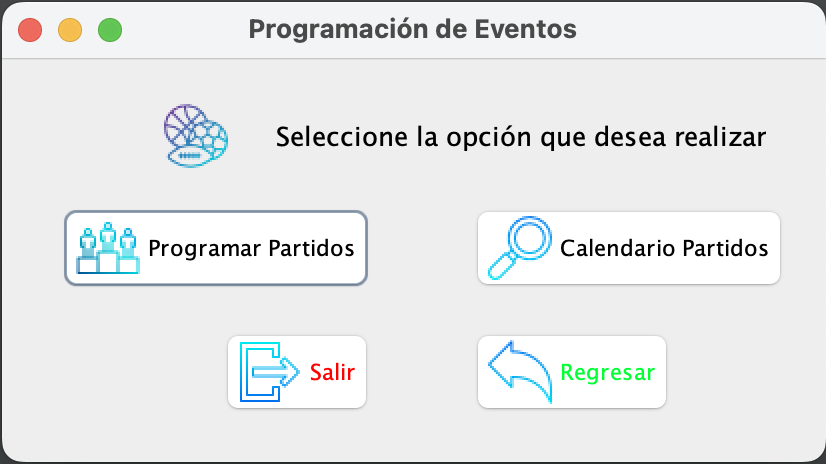 Programación de Eventos
Seleccione la opción que desea realizar
Programar Partidos
Calendario Partidos
Salir
Regresar